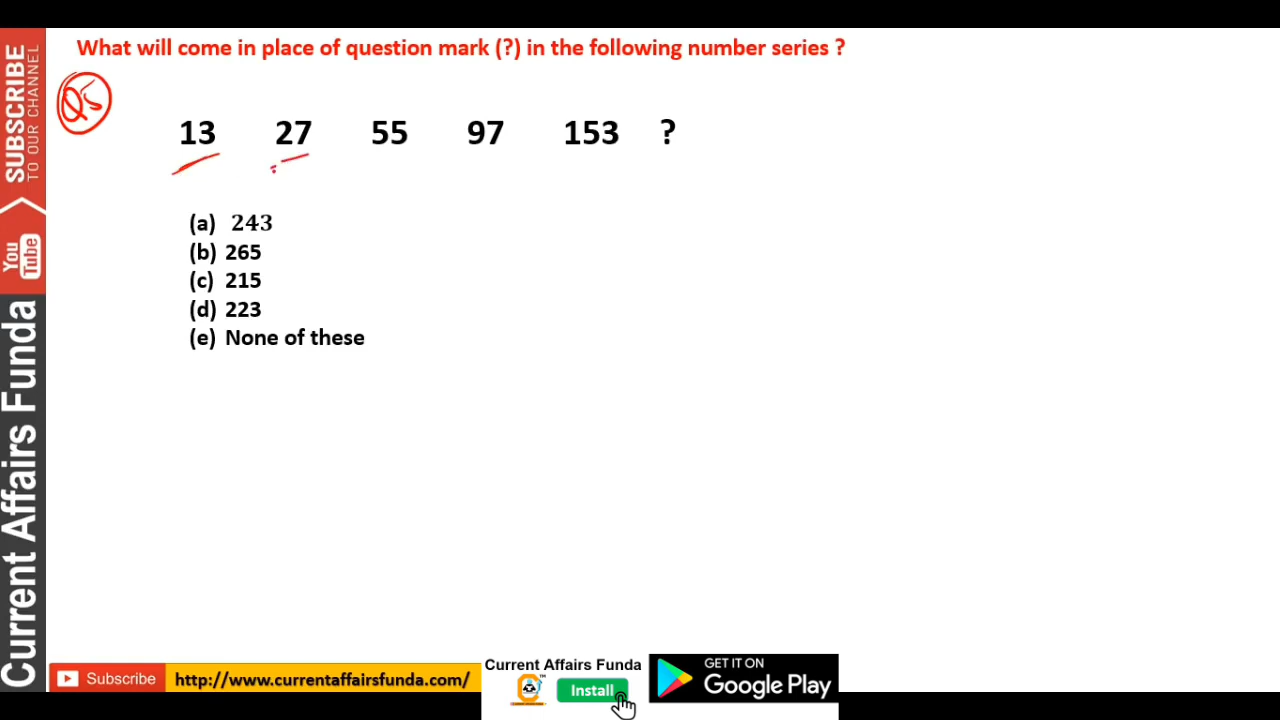 What will come in place of question mark (?) in the following number series ?
Q5
13 27 55 97 153 ?
(a) 243
(b) 265
(c) 215
(d) 223
(e) None of these
SUBSCRIBE
TO OUR CHANNEL
You
Tube
Current Affairs Funda
Subscribe
http://www.currentaffairsfunda.com/
Current Affairs Funda
Install
GET IT ON
Google Play